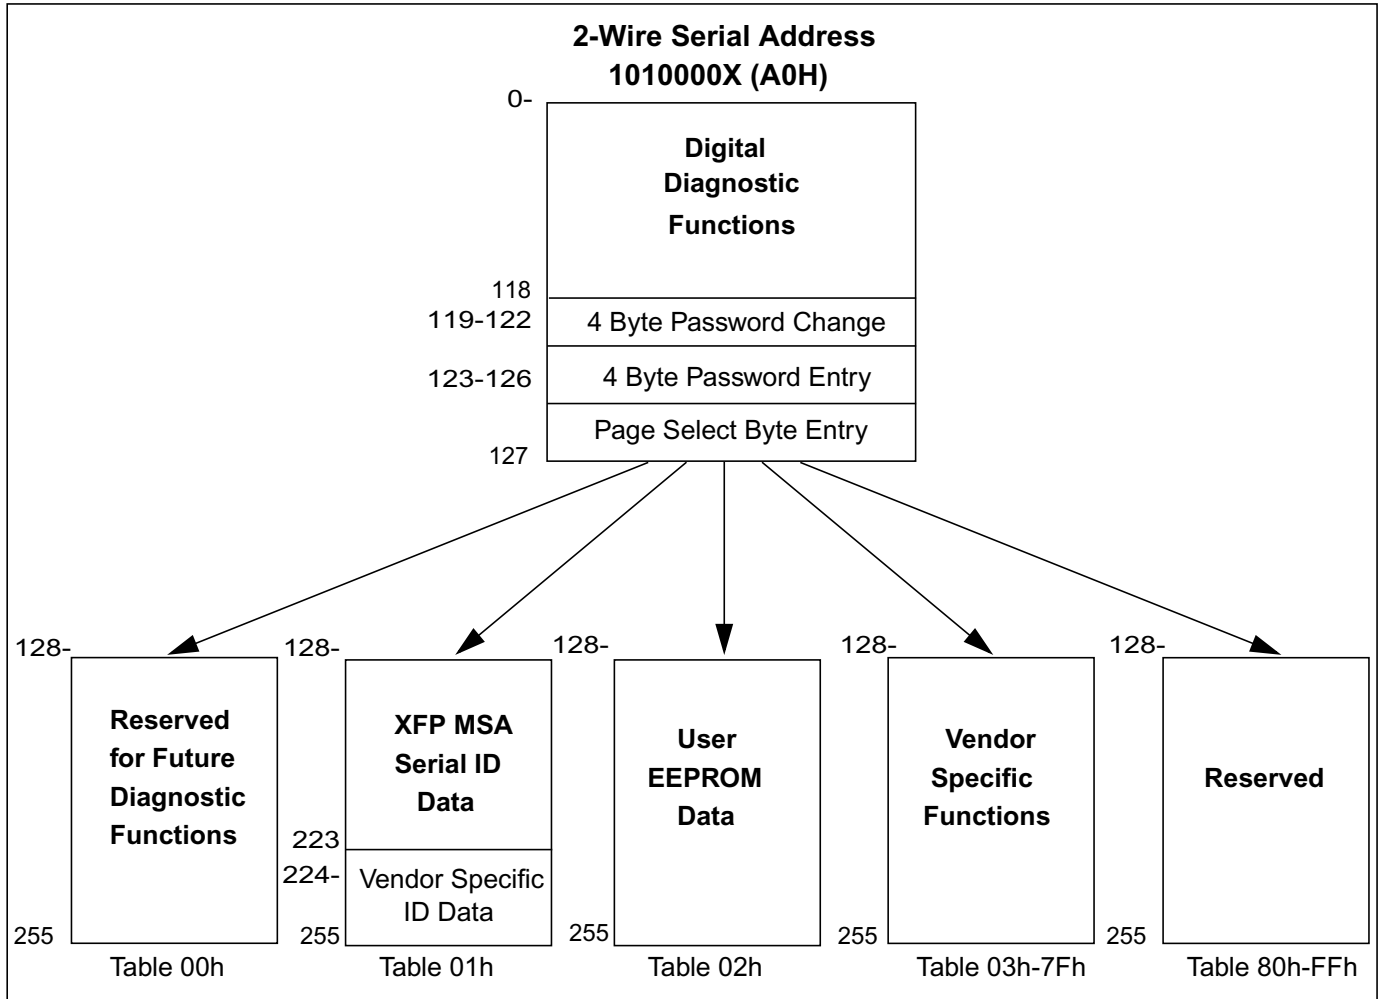 2-Wire Serial Address
1010000X (A0H)
0-
Digital
Diagnostic
Functions
118
119-122
4 Byte Password Change
123-126
4 Byte Password Entry
Page Select Byte Entry
127
128-
Reserved
for Future
Diagnostic
Functions
255
Table 00h
128-
XFP MSA
Serial ID
Data
223
224-
Vendor Specific
ID Data
255
Table 01h
128-
User
EEPROM
Data
255
Table 02h
128-
Vendor
Specific
Functions
255
Table 03h-7Fh
128-
Reserved
255
Table 80h-FFh